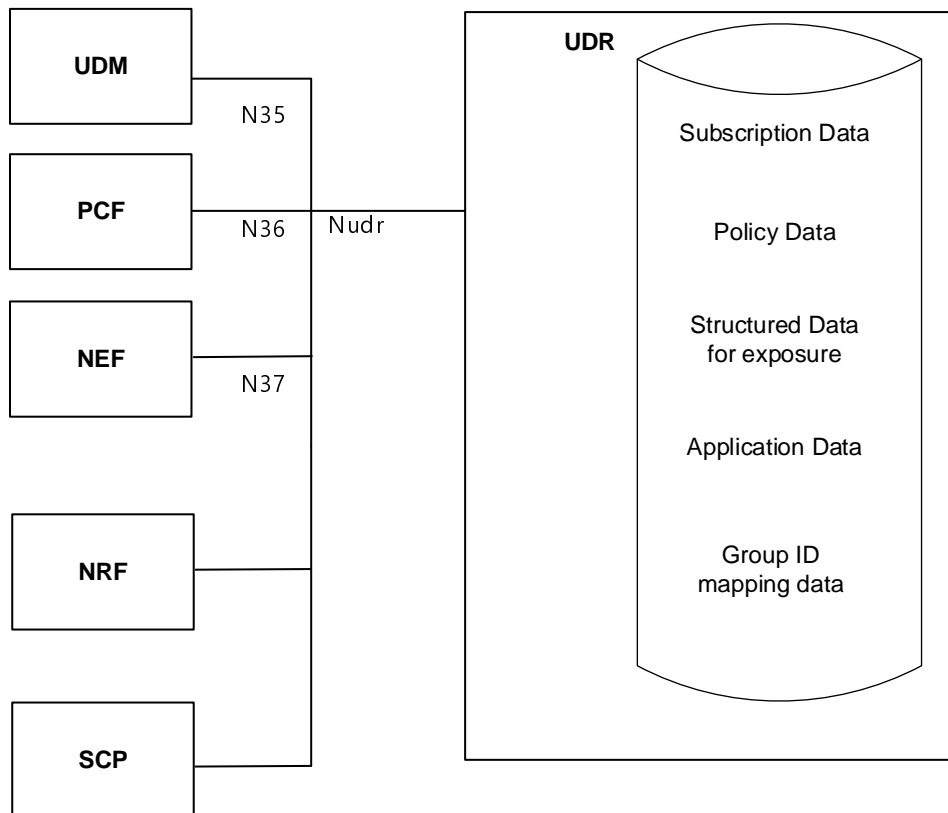 UDM
N35
PCF
N36
Nudr
NEF
N37
NRF
SCP
UDR
Subscription Data
Policy Data
Structured Data
for exposure
Application Data
Group ID
mapping data